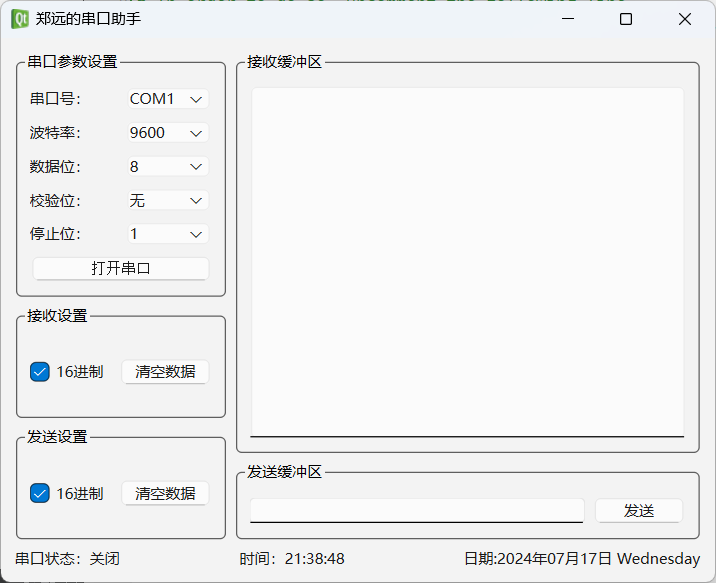 郑远的串口助手
串口参数设置
串口号： COM1
波特率： 9600
数据位： 8
校验位： 无
停止位： 1
打开串口
接收设置
16进制 清空数据
发送设置
16进制 清空数据
接收缓冲区
发送缓冲区
发送
串口状态：关闭 时间：21:38:48 日期:2024年07月17日 Wednesday